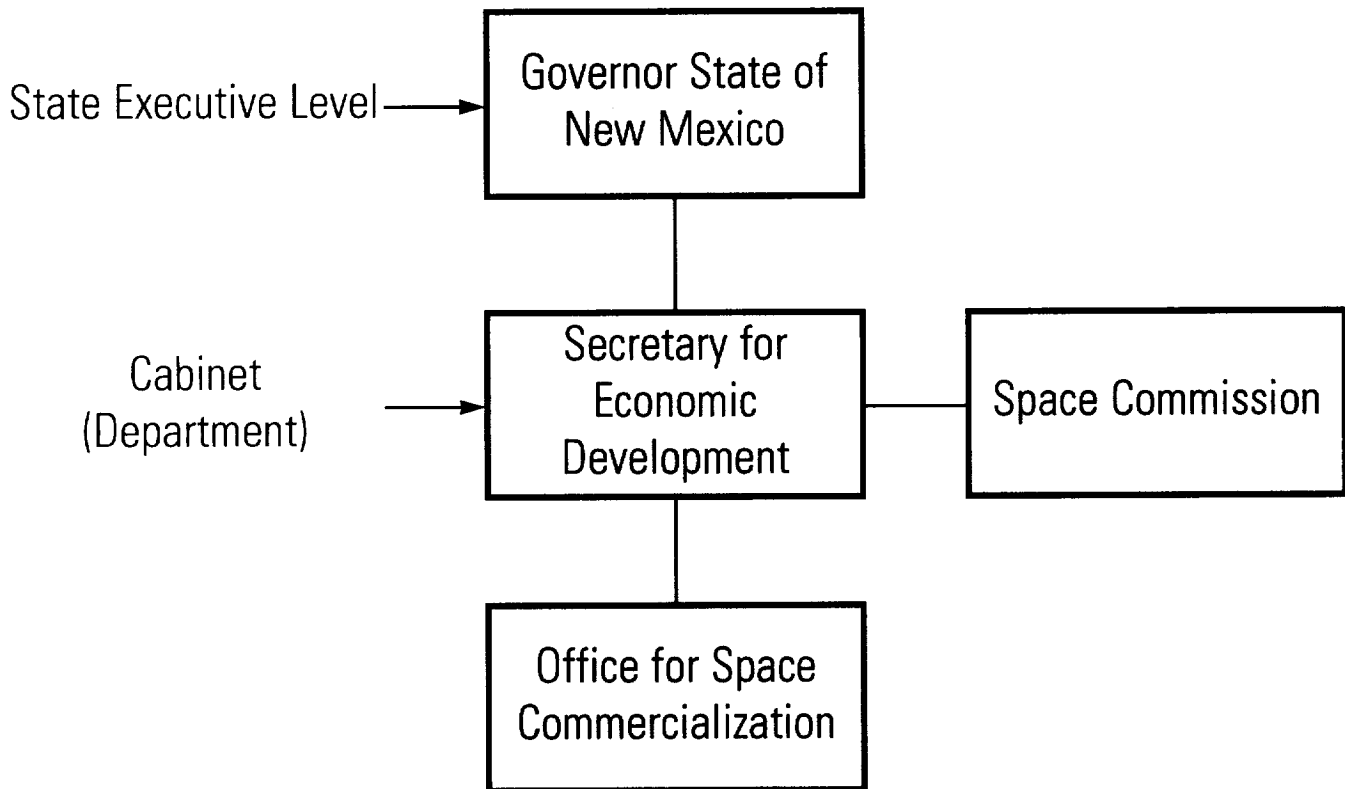 State Executive Level
Governor State of
New Mexico
Cabinet
(Department)
Secretary for
Economic
Development
Space Commission
Office for Space
Commercialization